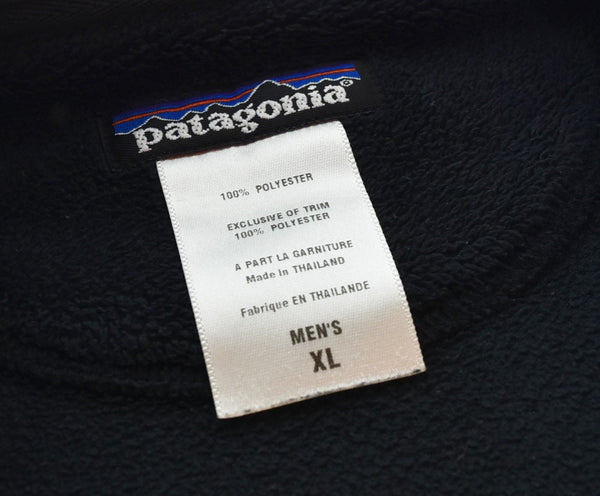 patagonia®
100% POLYESTER
EXCLUSIVE OF TRIM
100% POLYESTER
A PART LA GARNITURE
Made in THAILAND
Fabrique EN THAILANDE
MEN'S
XL